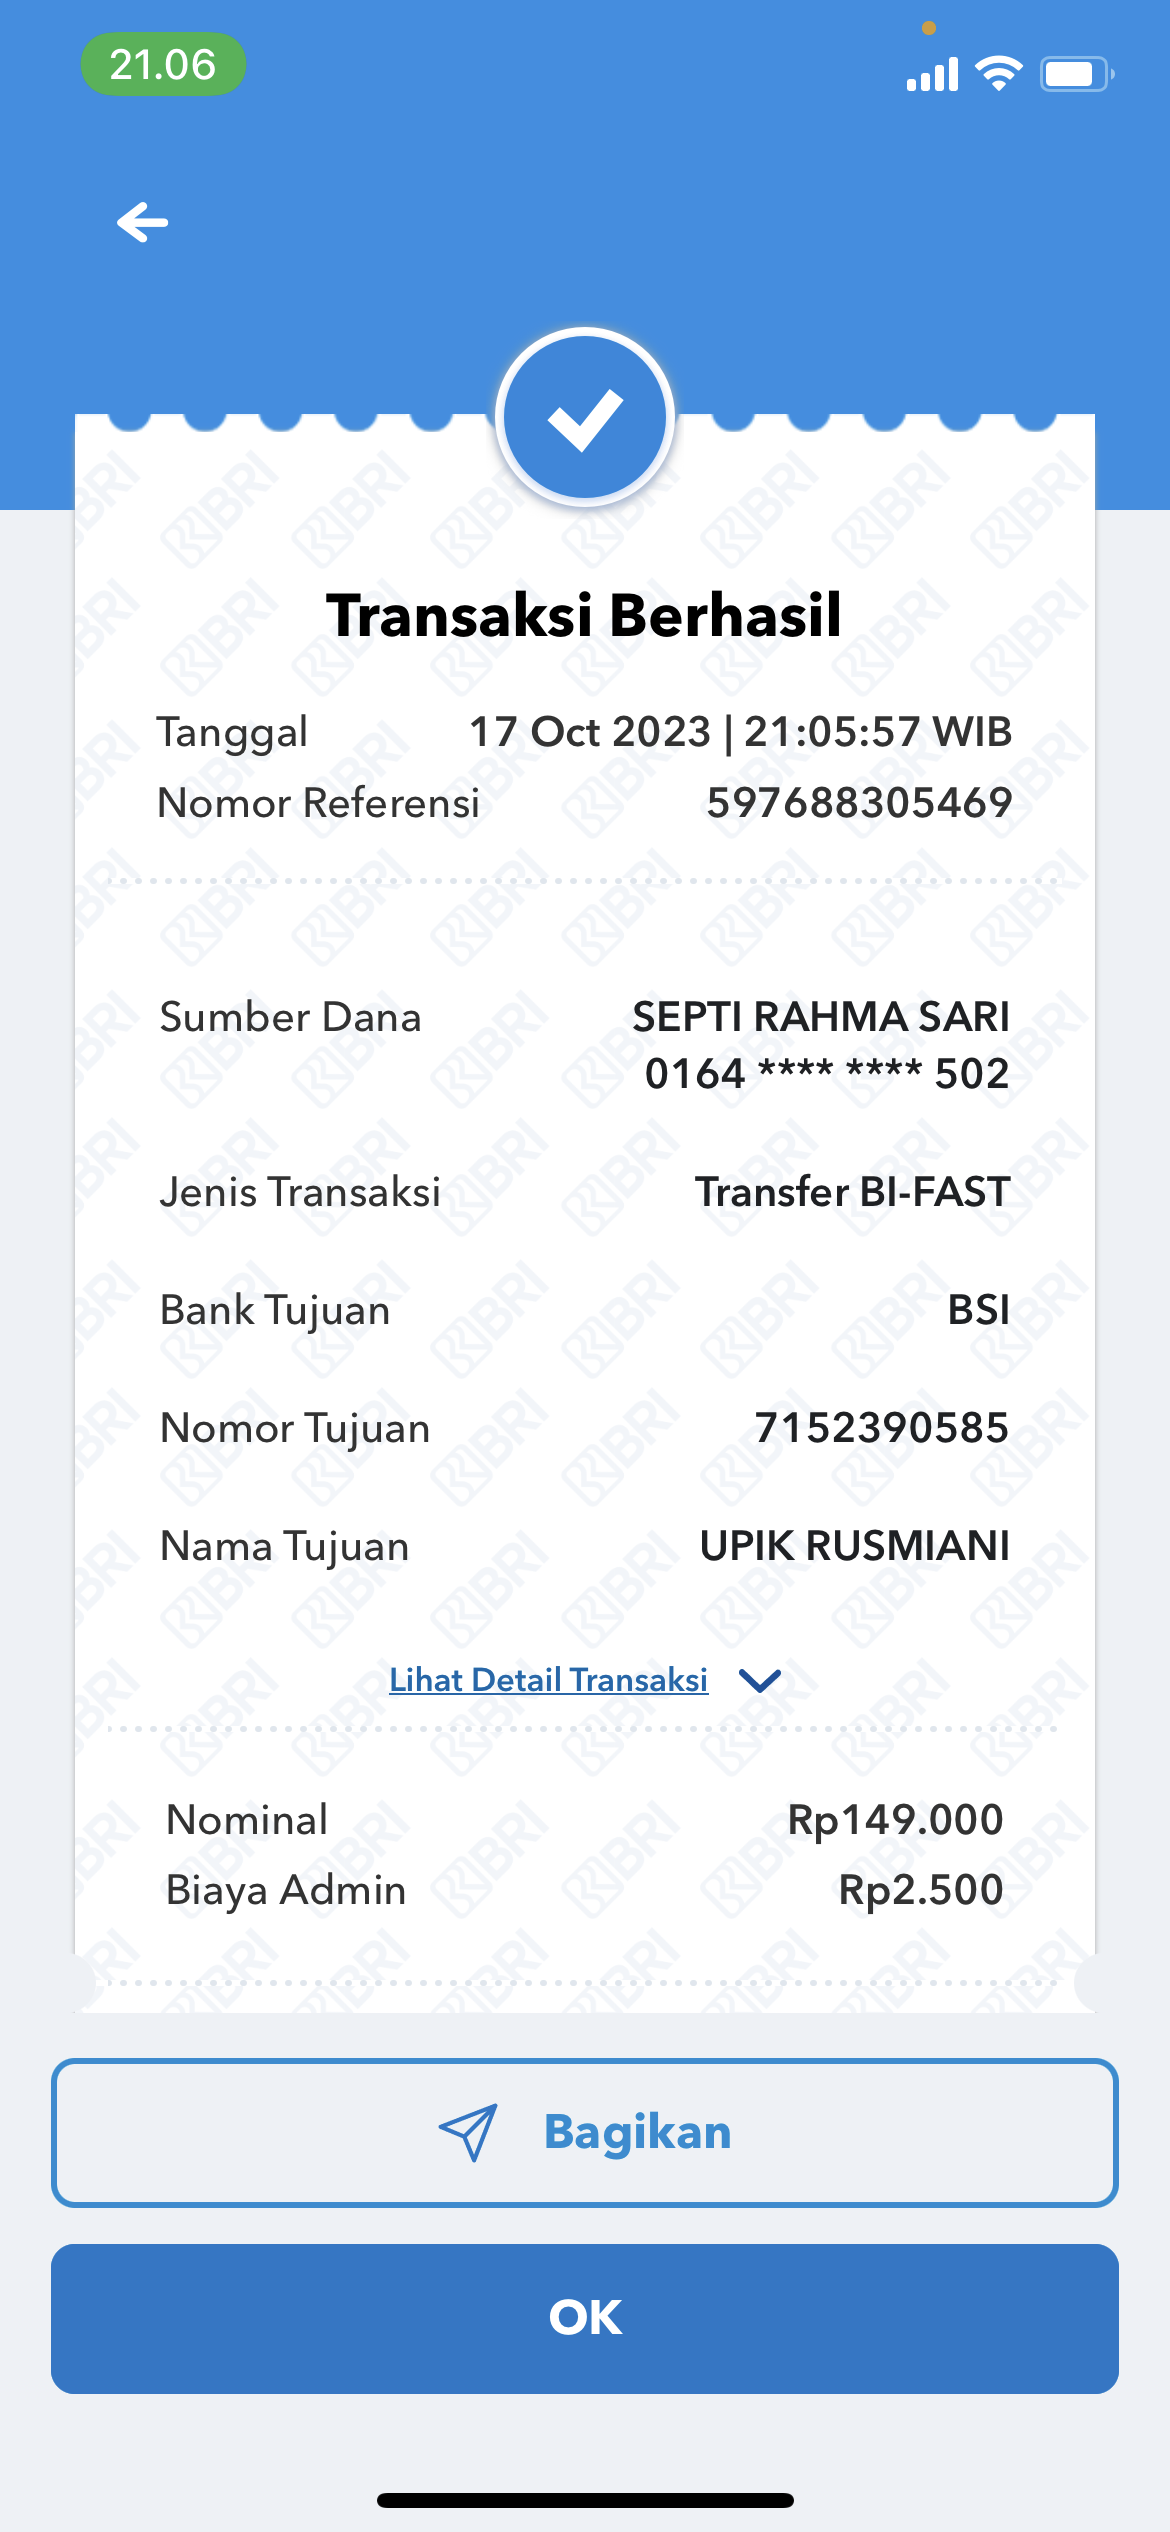 21.06
Transaksi Berhasil
Tanggal 17 Oct 2023 | 21:05:57 WIB
Nomor Referensi 597688305469
Sumber Dana SEPTI RAHMA SARI
0164 **** **** 502
Jenis Transaksi Transfer BI-FAST
Bank Tujuan BSI
Nomor Tujuan 7152390585
Nama Tujuan UPIK RUSMIANI
Lihat Detail Transaksi
Nominal Rp149.000
Biaya Admin Rp2.500
Bagikan
OK